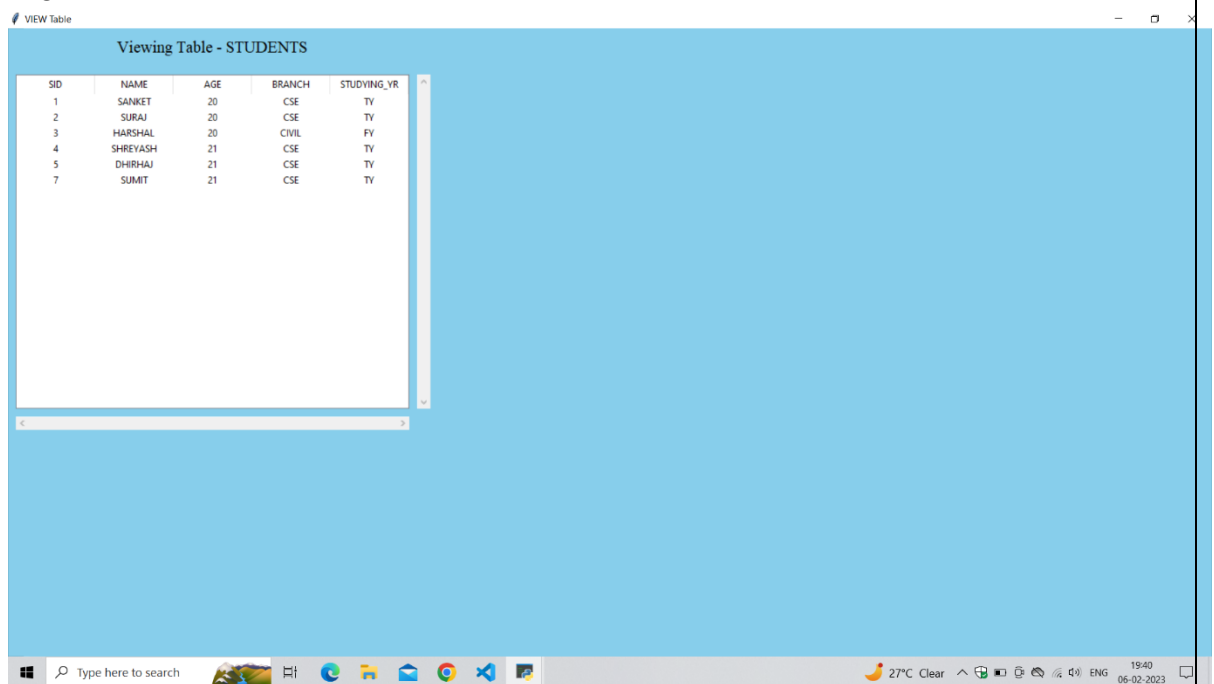 VIEW Table
Viewing Table - STUDENTS
SID NAME AGE BRANCH STUDYING_YR
1 SANKET 20 CSE TY
2 SURAJ 20 CSE TY
3 HARSHAL 20 CIVIL FY
4 SHREYASH 21 CSE TY
5 DHIRHAJ 21 CSE TY
7 SUMIT 21 CSE TY
Type here to search 27°C Clear ENG 19:40
06-02-2023